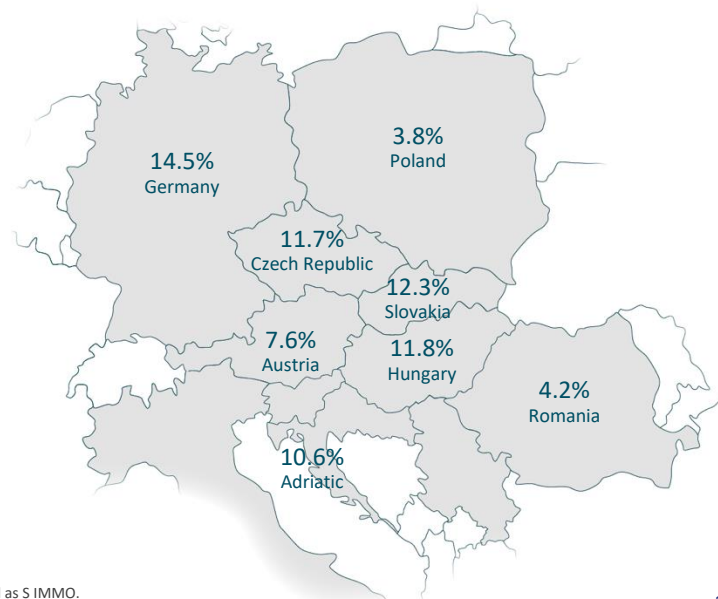 3.8%
Poland
14.5%
Germany
11.7%
Czech Republic
12.3%
Slovakia
7.6%
Austria
11.8%
Hungary
4.2%
Romania
10.6%
Adriatic
as S IMMO.